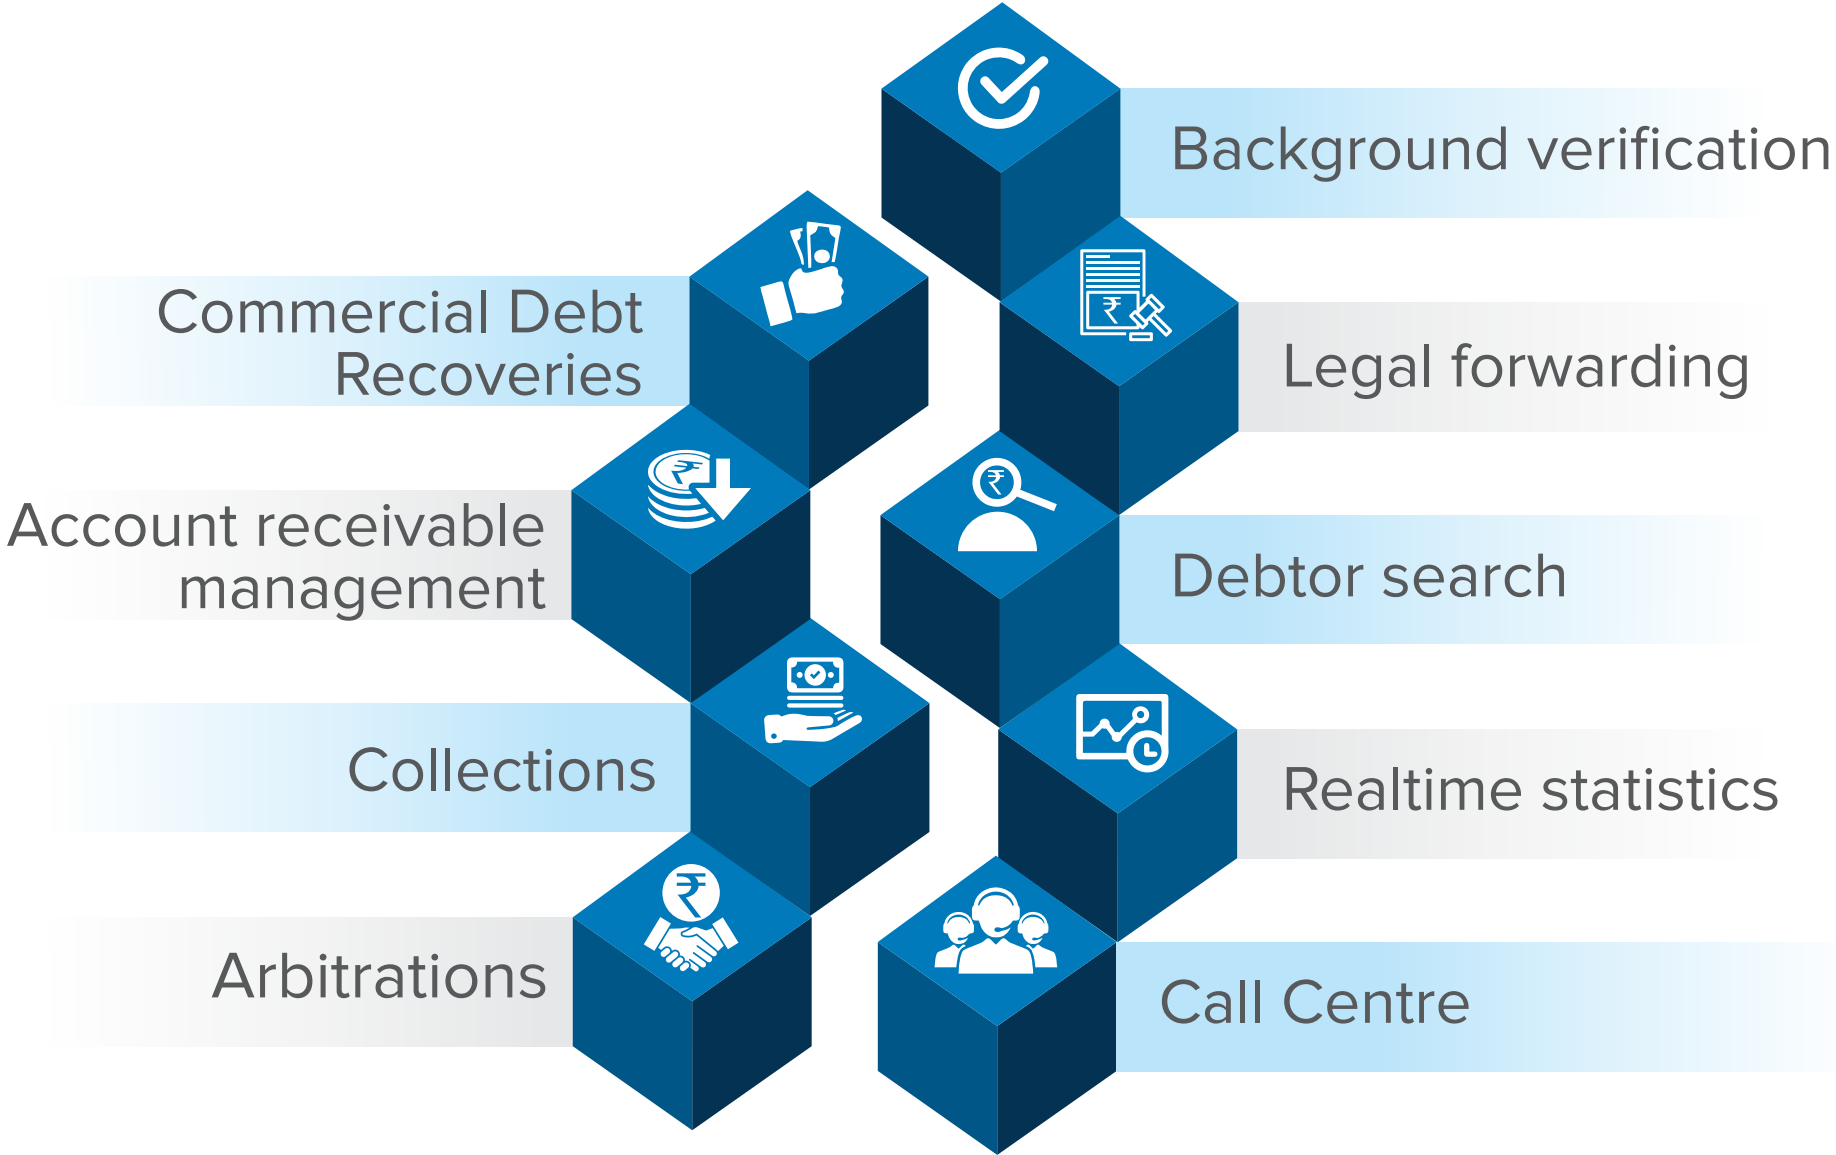 Background verification
Commercial Debt
Recoveries
Legal forwarding
Account receivable
management
Debtor search
Collections
Realtime statistics
Arbitrations
Call Centre